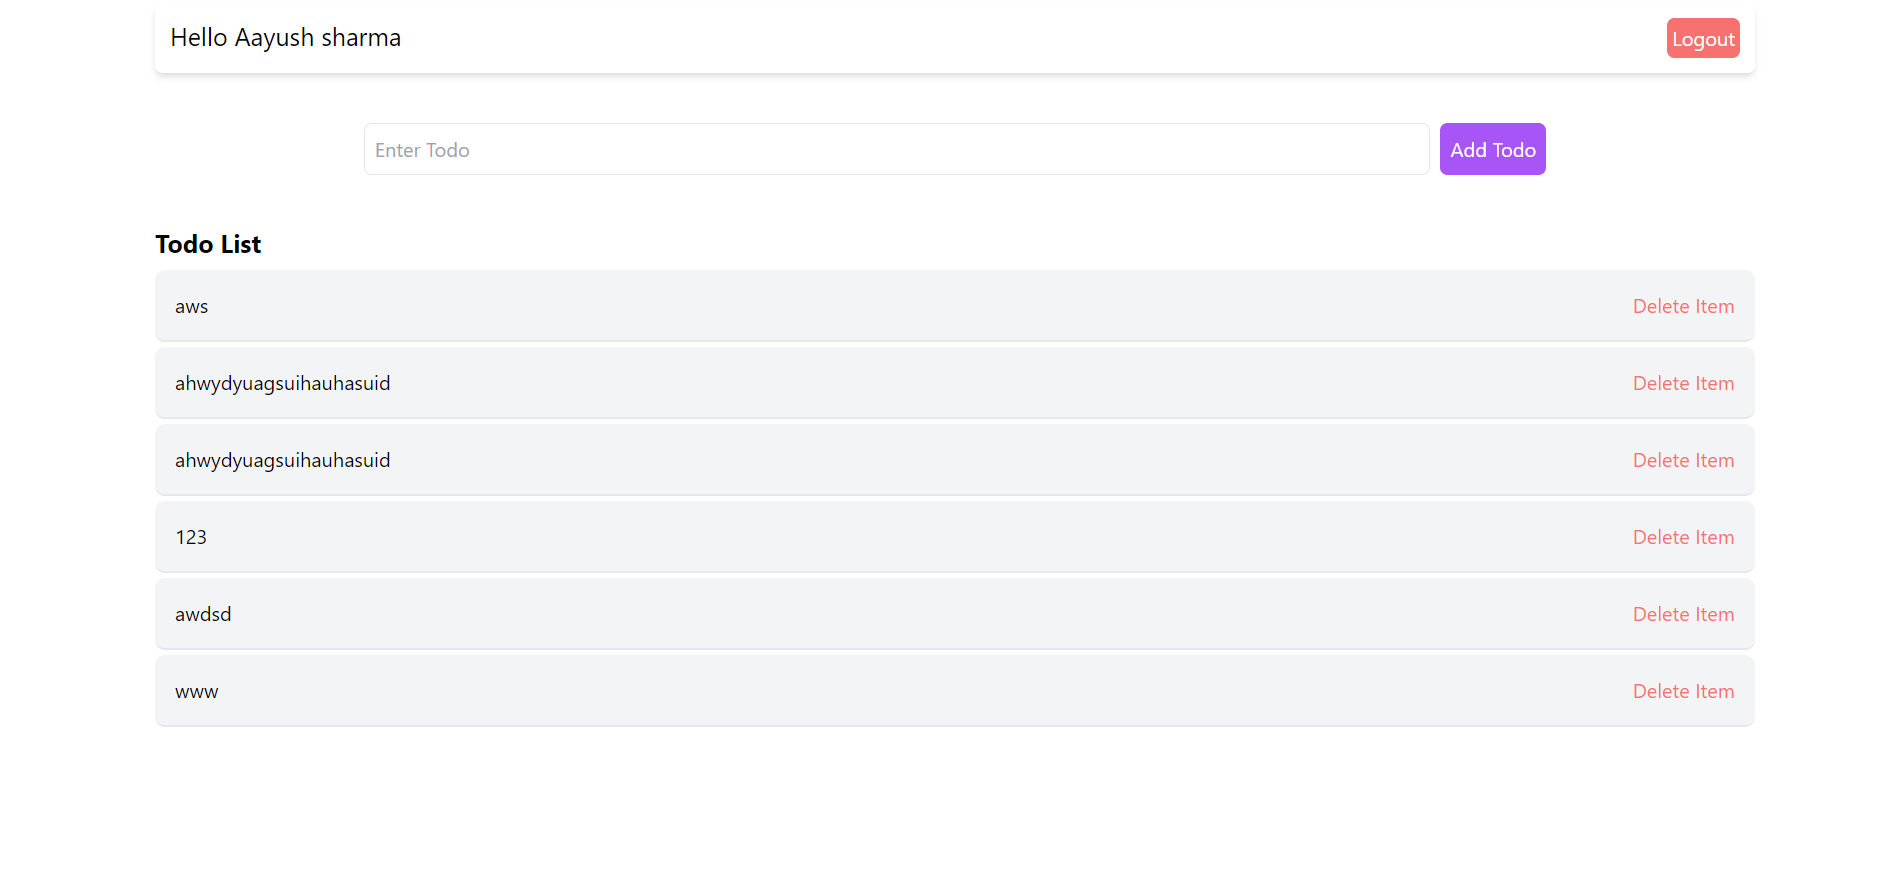 Hello Aayush sharma
Logout
Enter Todo
Add Todo
Todo List
aws
Delete Item
ahwydyuagsuihauhasuid
Delete Item
ahwydyuagsuihauhasuid
Delete Item
123
Delete Item
awdsd
Delete Item
www
Delete Item